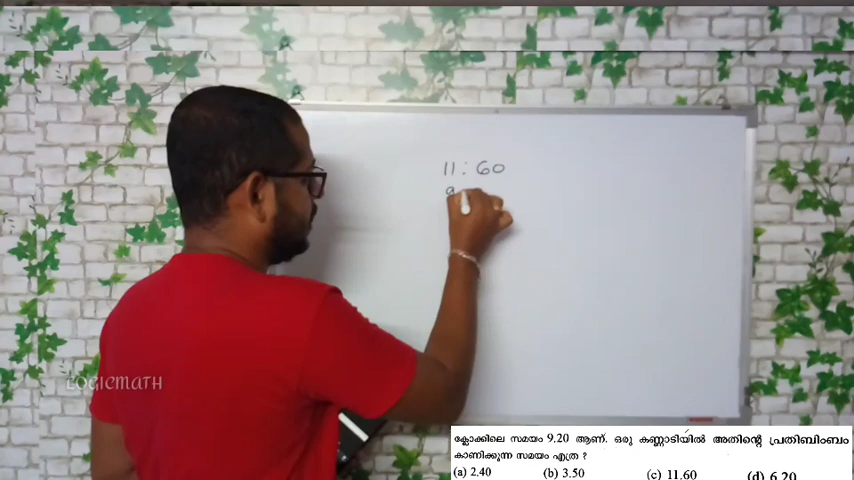 11 : 60
9
LOGICMATH
ക്ലോക്കിലെ സമയം 9.20 ആണ്. ഒരു കണ്ണാടിയിൽ അതിന്റെ പ്രതിബിംബം
കാണിക്കുന്ന സമയം എത്ര ?
(a) 2.40 (b) 3.50 (c) 11.60 (d) 6.20